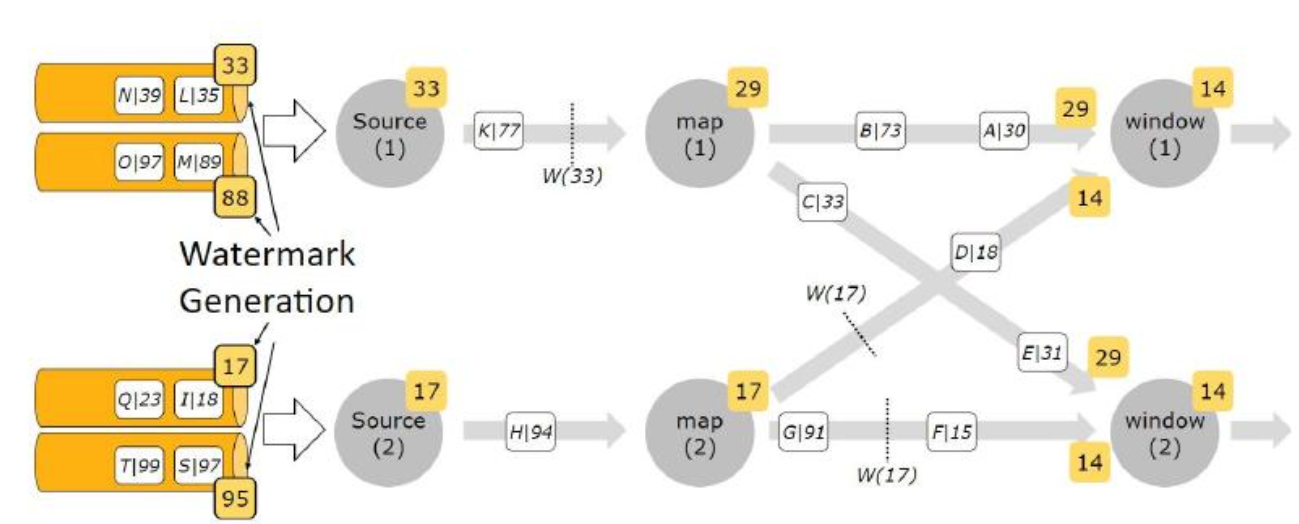 33
N|39 L|35
O|97 M|89
88
Source
(1)
33
K|77
W(33)
map
(1)
29
B|73 A|30
29
window
(1)
14
14
C|33
D|18
W(17)
Watermark
Generation
17
Q|23 I|18
T|99 S|97
95
Source
(2)
17
H|94
map
(2)
17
G|91 F|15
W(17)
E|31
29
14
window
(2)
14